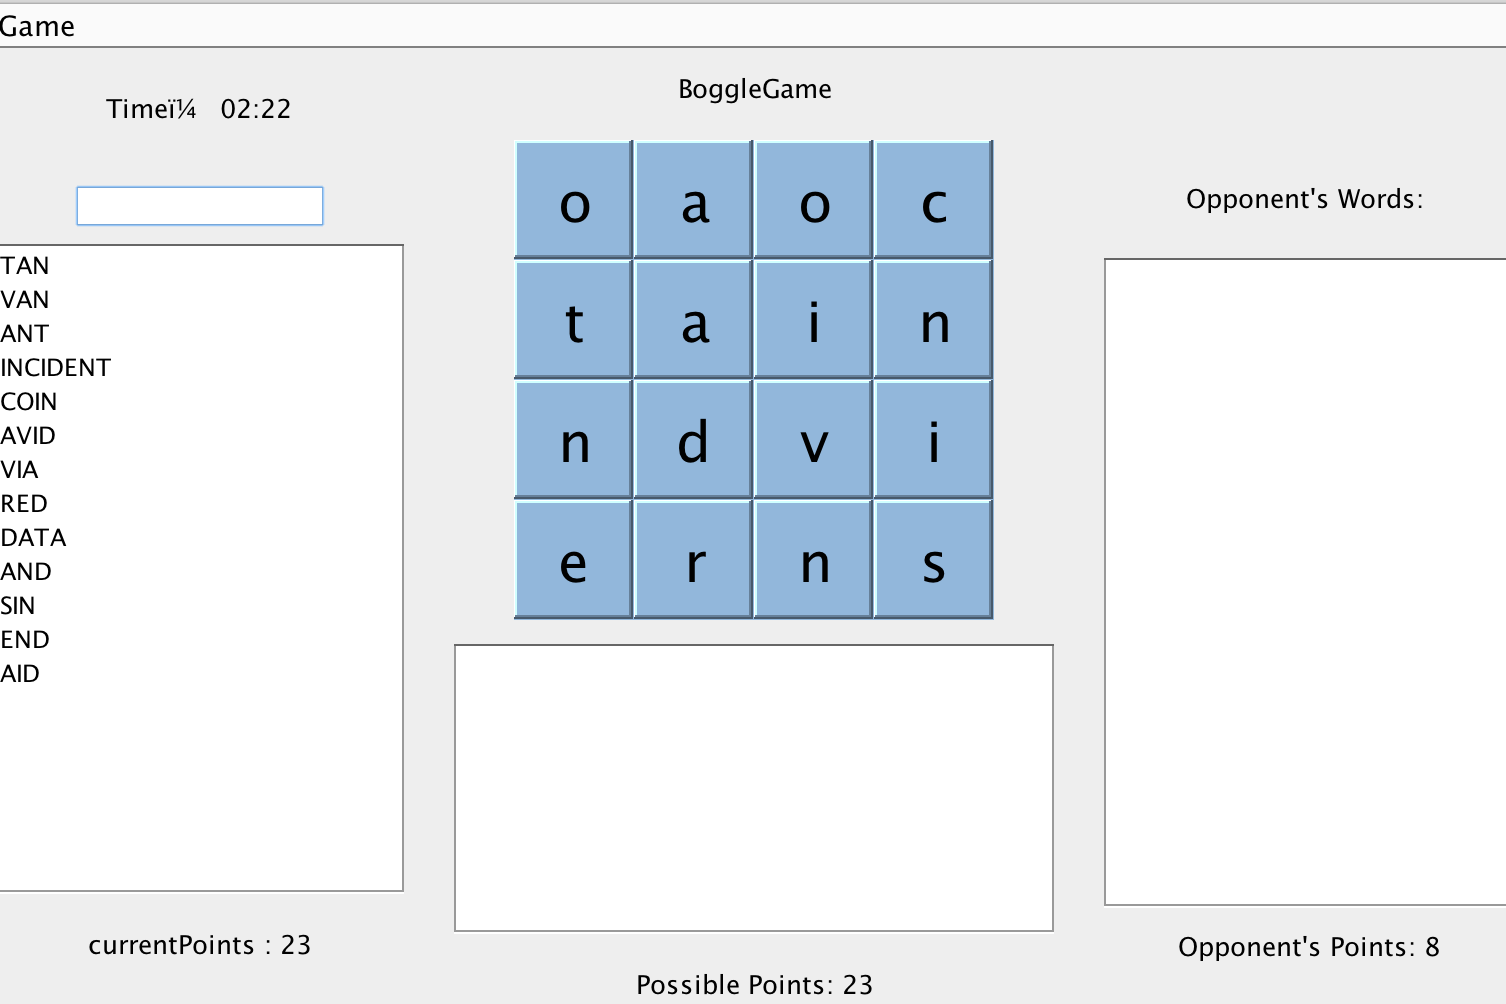 Game
BoggleGame
Timeï¼ 02:22
Opponent's Words:
o a o c
t a i n
n d v i
e r n s
TAN
VAN
ANT
INCIDENT
COIN
AVID
VIA
RED
DATA
AND
SIN
END
AID
currentPoints : 23
Opponent's Points: 8
Possible Points: 23